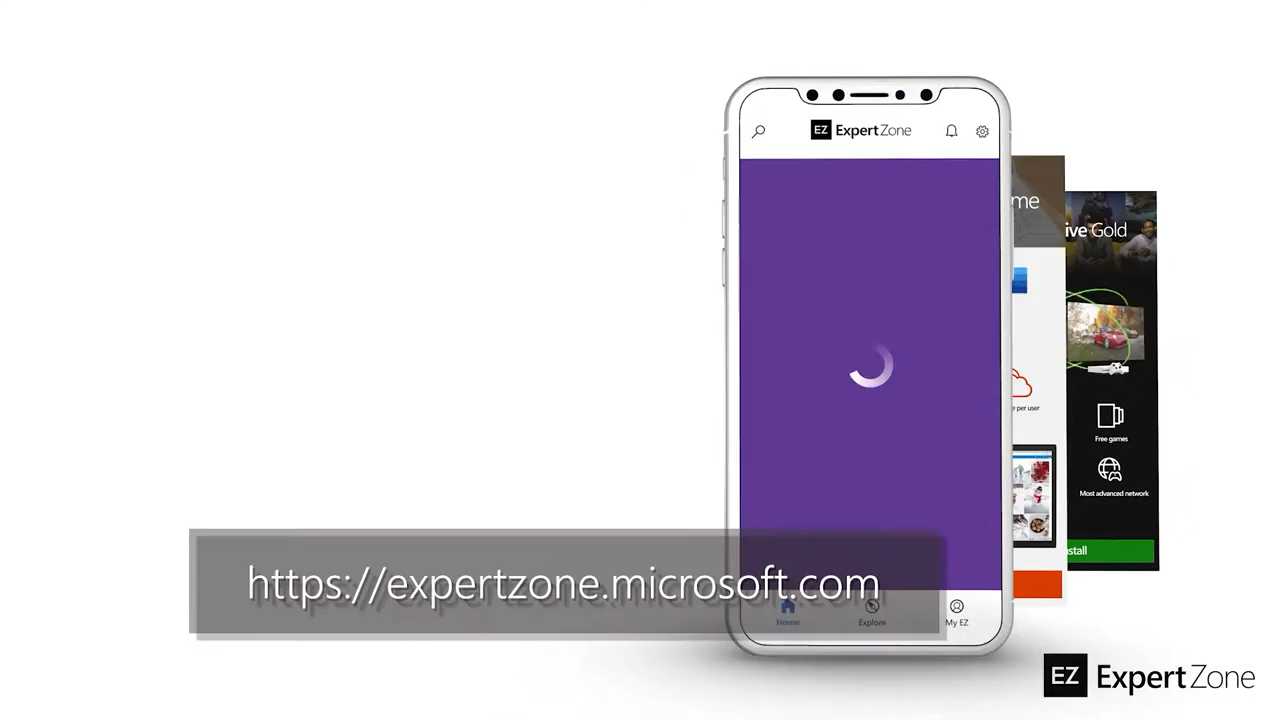 EZ ExpertZone
me
ive Gold
e per user
Free games
Most advanced network
stall
https://expertzone.microsoft.com
Home
Explore
My EZ
EZ ExpertZone